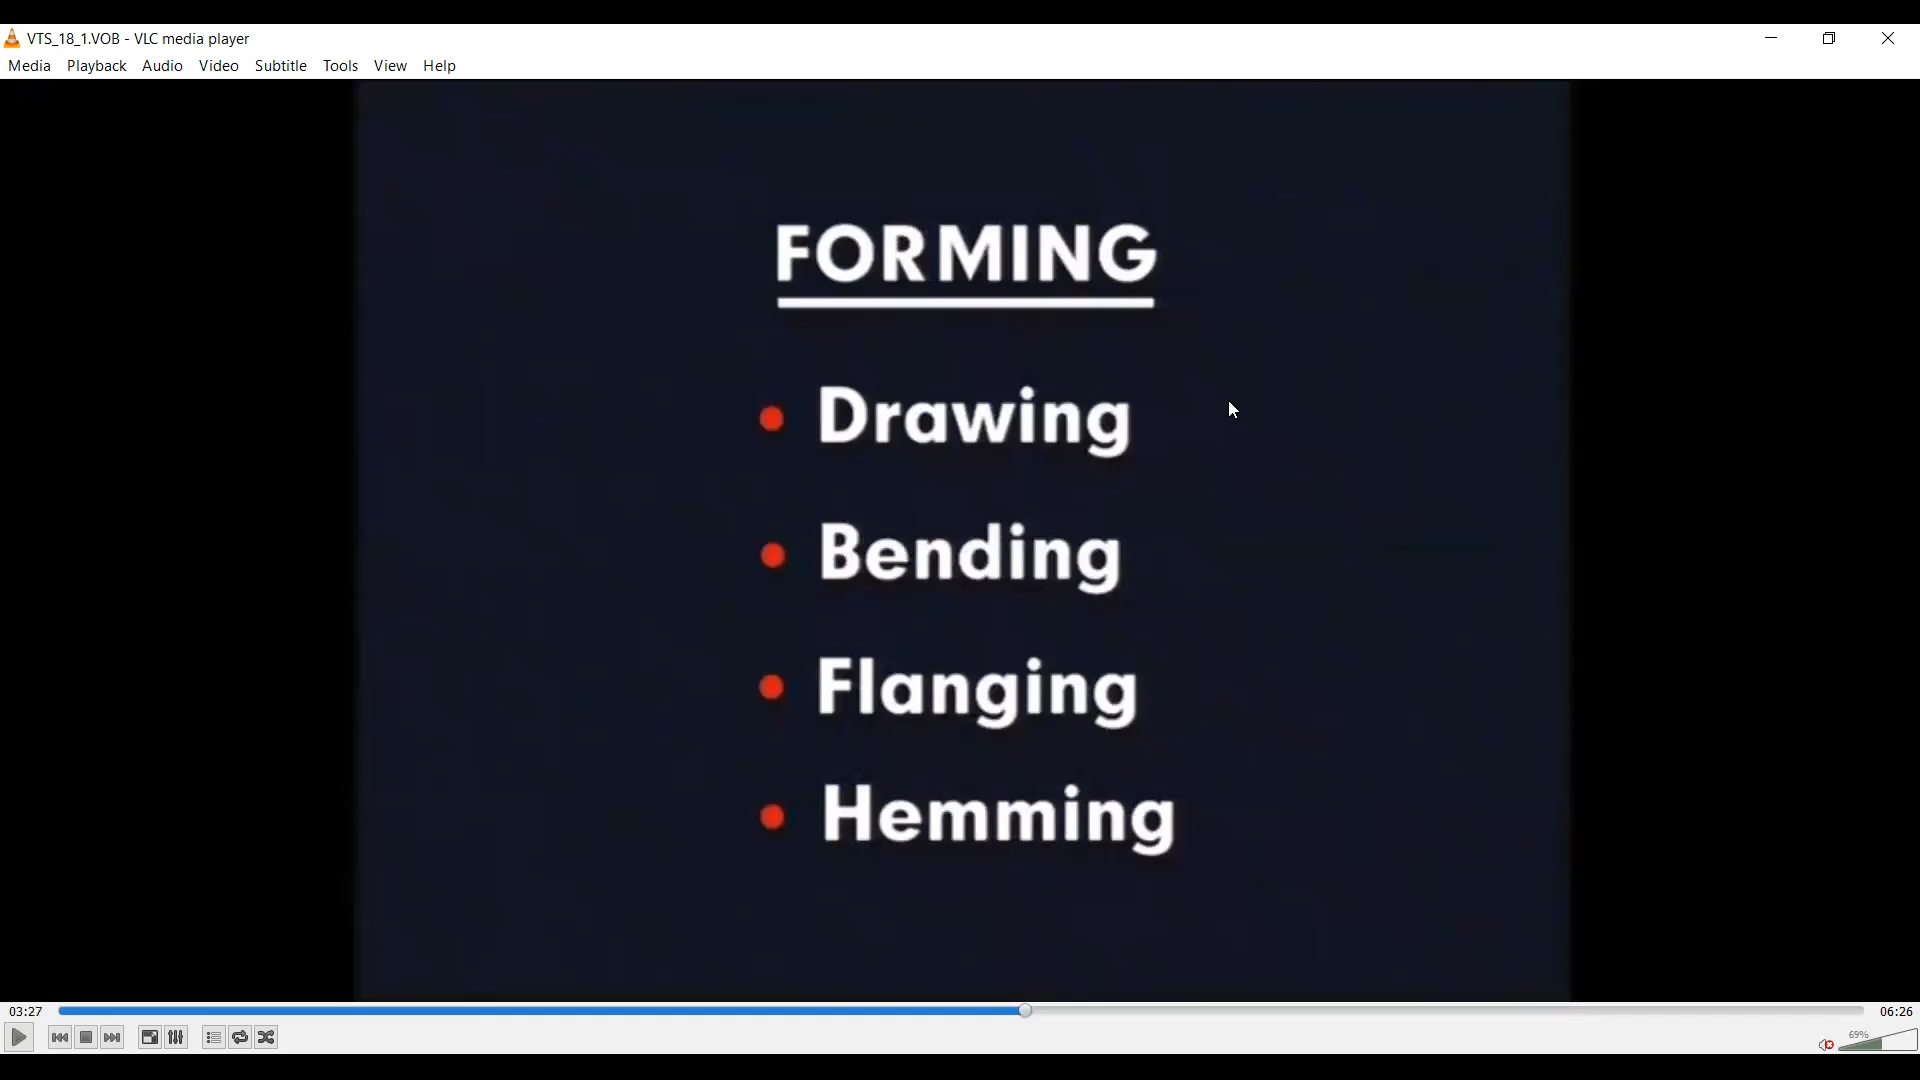 VTS_18_1.VOB - VLC media player
Media Playback Audio Video Subtitle Tools View Help
FORMING
• Drawing
• Bending
• Flanging
• Hemming
03:27 06:26
69%